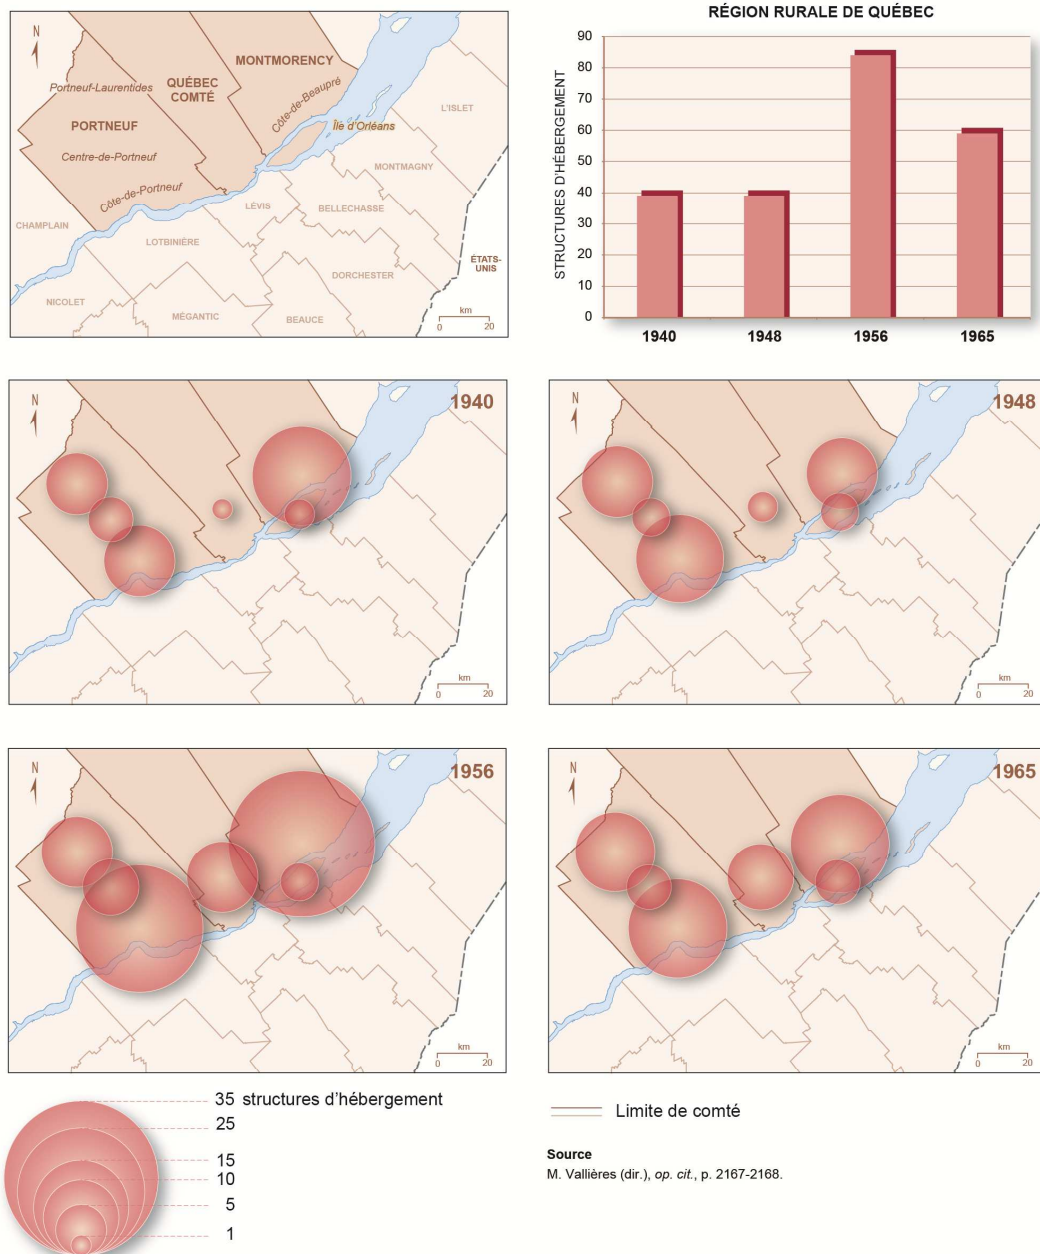 N
MONTMORENCY
QUÉBEC
COMTÉ
Portneuf-Laurentides
PORTNEUF
Côte-de-Beaupré
Île d'Orléans
L'ISLET
Centre-de-Portneuf
Côte-de-Portneuf
MONTMAGNY
LÉVIS
BELLECHASSE
CHAMPLAIN
LOTBINIÈRE
ÉTATS-
UNIS
DORCHESTER
NICOLET
MÉGANTIC
BEAUCE
km
0 20
RÉGION RURALE DE QUÉBEC
STRUCTURES D'HÉBERGEMENT
90
80
70
60
50
40
30
20
10
0
1940 1948 1956 1965
N
1940
km
0 20
N
1948
km
0 20
N
1956
km
0 20
N
1965
km
0 20
35 structures d'hébergement
25
15
10
5
1
Limite de comté
Source
M. Vallières (dir.), op. cit., p. 2167-2168.